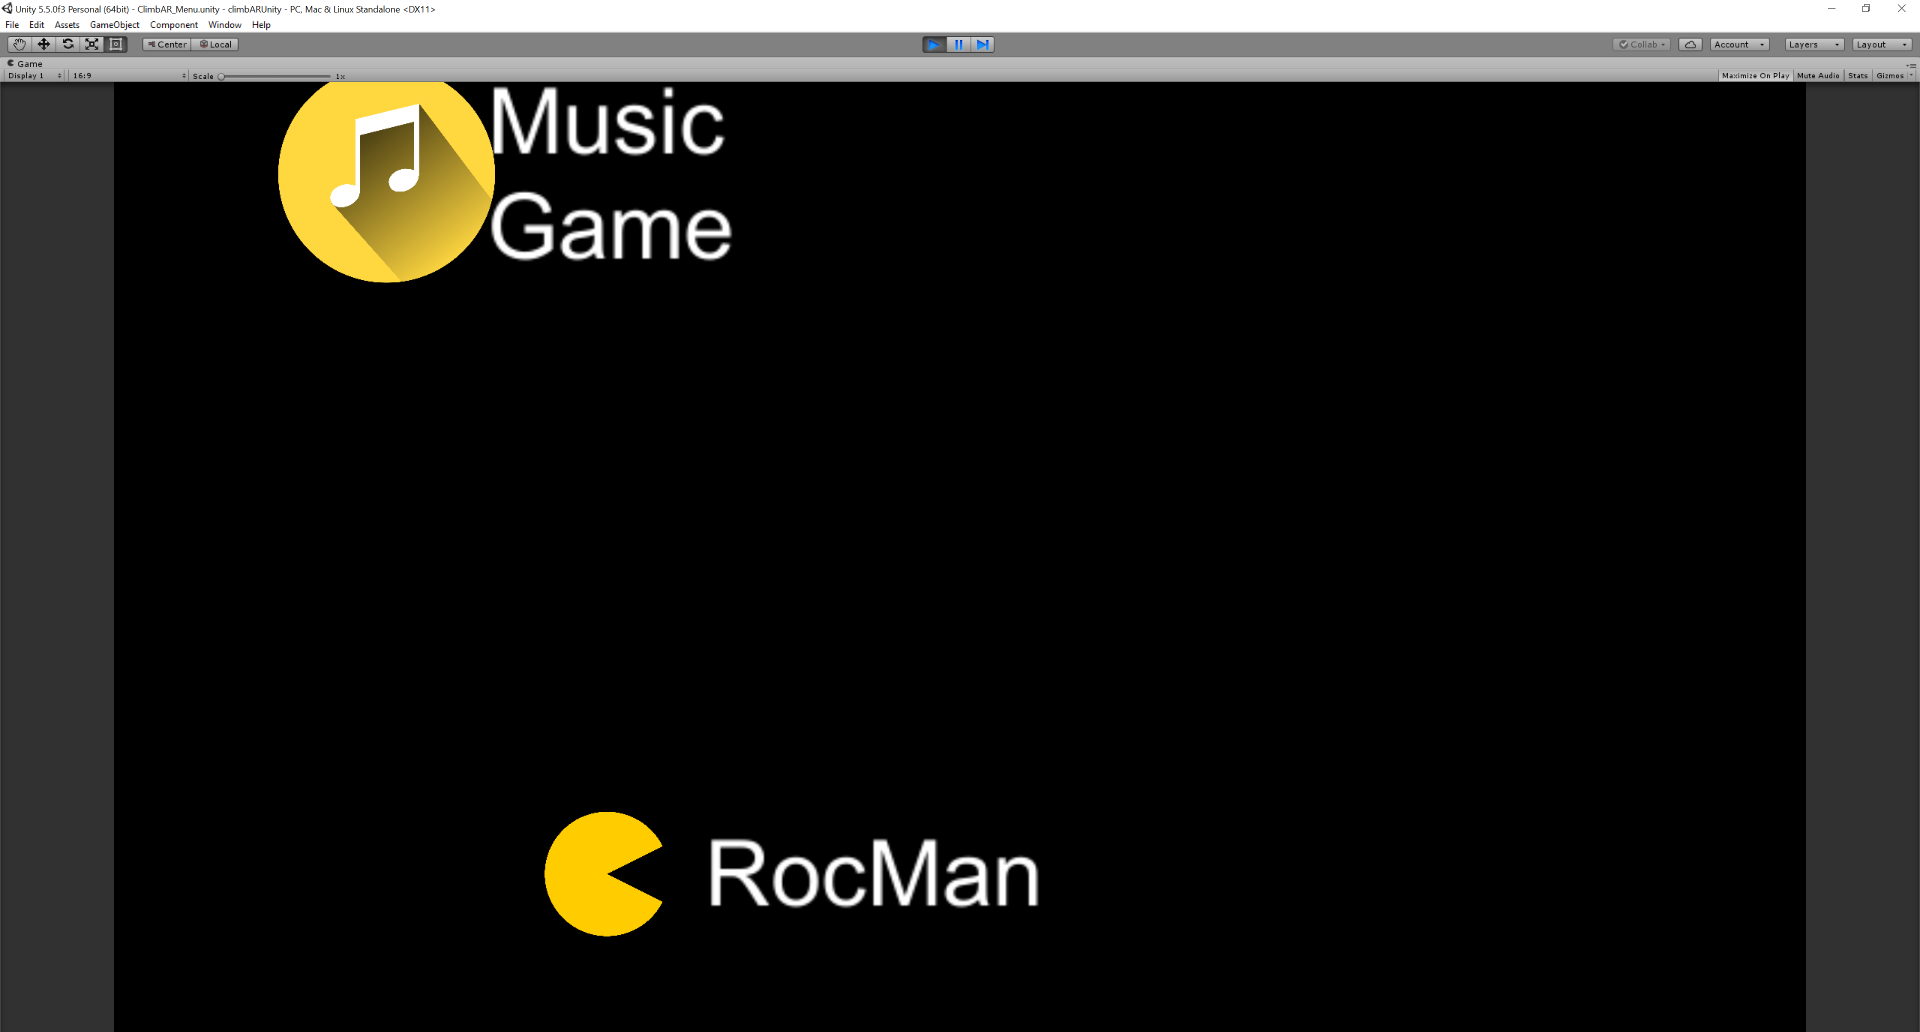 Unity 5.5.0f3 Personal (64bit) - ClimbAR_Menu.unity - climbARUnity - PC, Mac & Linux Standalone <DX11>
File Edit Assets GameObject Component Window Help
Center Local Collab Account Layers Layout
Game
Display 1 16:9 Scale 1x Maximize On Play Mute Audio Stats Gizmos
Music
Game
RocMan